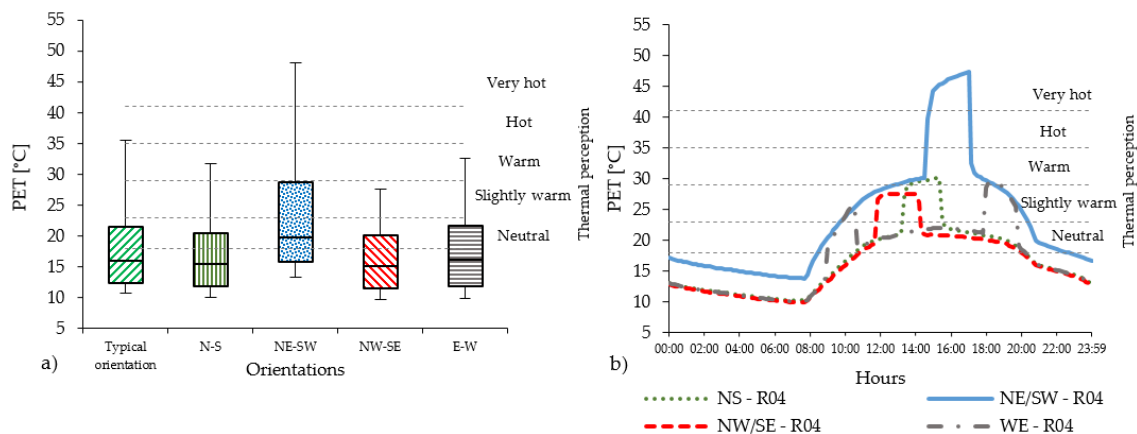 55
50
45
40
35
30
25
20
15
10
5
PET [°C]
Very hot
Hot
Warm
Slightly warm
Neutral
Thermal perception
Typical
orientation
N-S
NE-SW
NW-SE
E-W
a)
Orientations
55
50
45
40
35
30
25
20
15
10
5
PET [°C]
Very hot
Hot
Warm
Slightly warm
Neutral
Thermal perception
00:00 02:00 04:00 06:00 08:00 10:00 12:00 14:00 16:00 18:00 20:00 22:00 23:59
b)
Hours
NS - R04
NE/SW - R04
NW/SE - R04
WE - R04